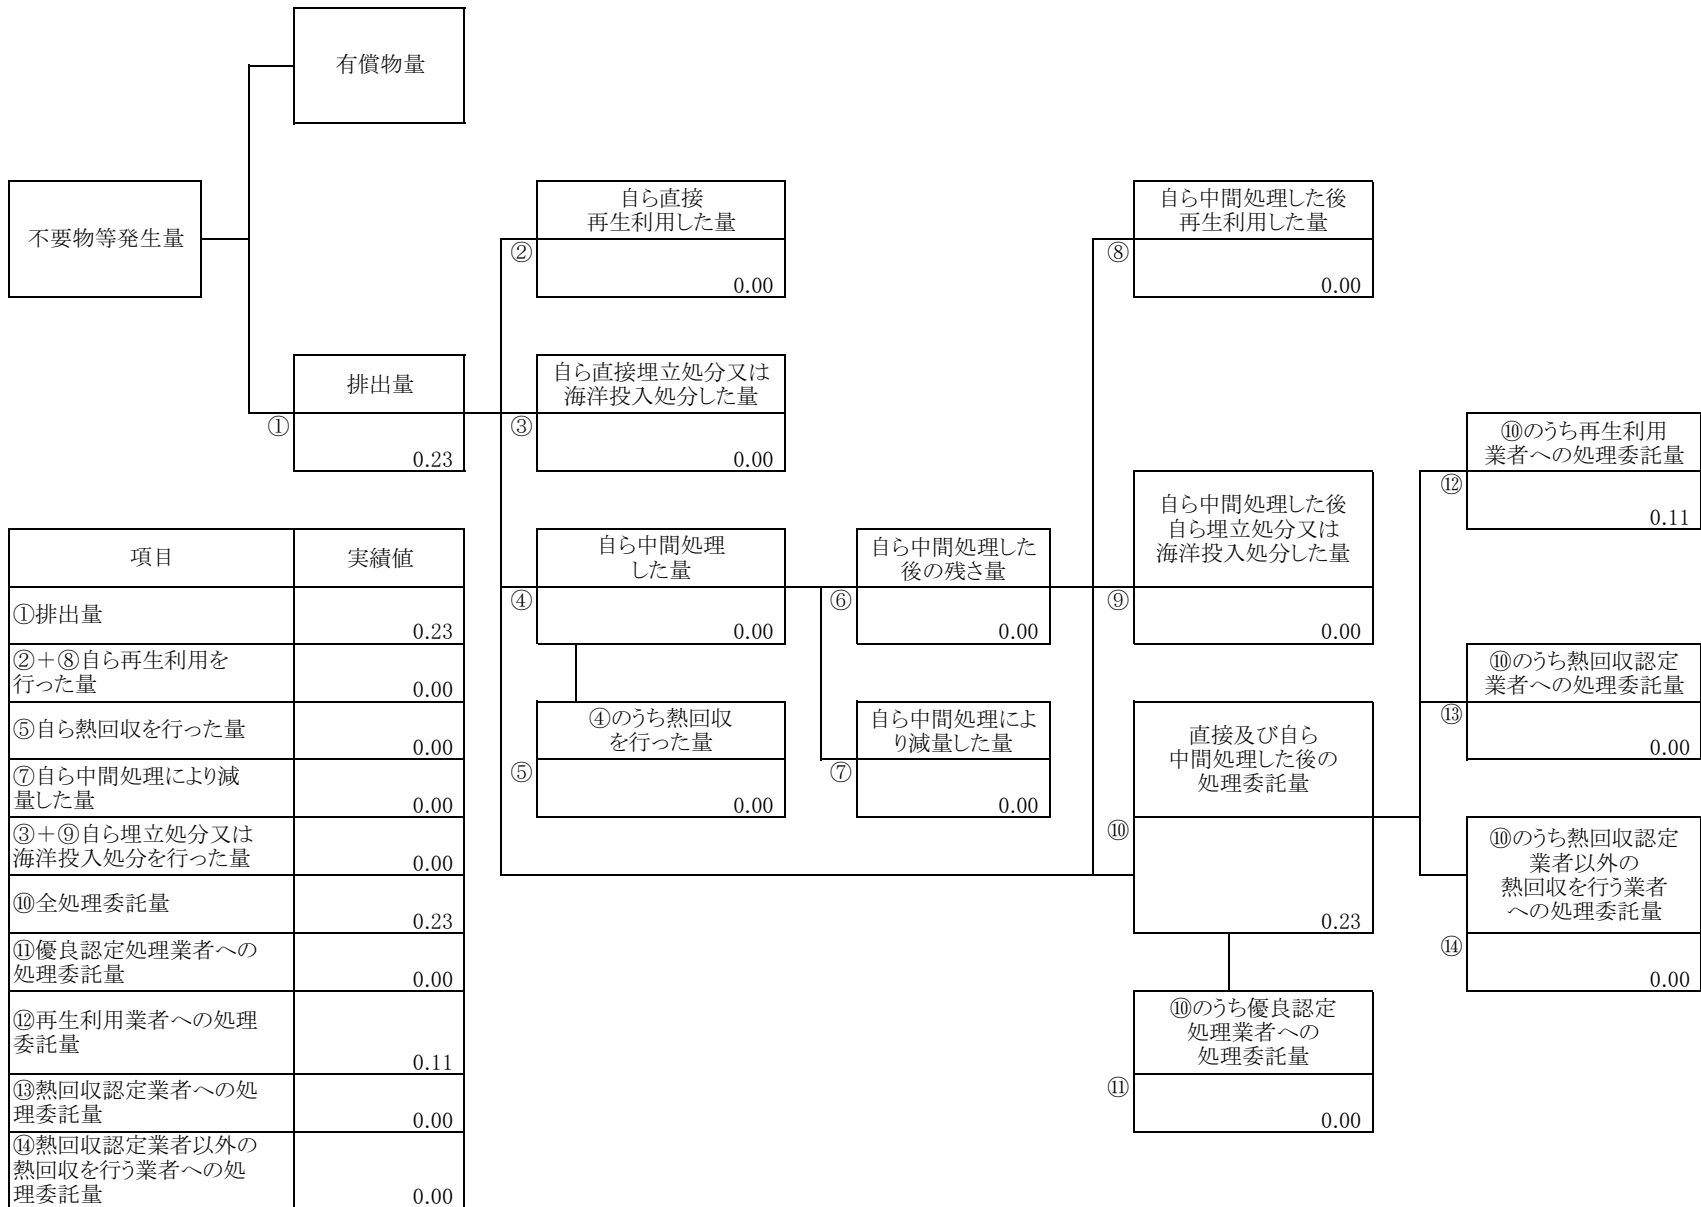 有償物量
不要物等発生量
自ら直接
再生利用した量
②
0.00
自ら中間処理した後
再生利用した量
⑧
0.00
排出量
①
0.23
自ら直接埋立処分又は
海洋投入処分した量
③
0.00
⑩のうち再生利用
業者への処理委託量
⑫
0.11
自ら中間処理
した量
④
0.00
自ら中間処理した
後の残さ量
⑥
0.00
自ら中間処理した後
自ら埋立処分又は
海洋投入処分した量
⑨
0.00
⑩のうち熱回収認定
業者への処理委託量
⑬
0.00
④のうち熱回収
を行った量
⑤
0.00
自ら中間処理によ
り減量した量
⑦
0.00
直接及び自ら
中間処理した後の
処理委託量
⑩
0.23
⑩のうち熱回収認定
業者以外の
熱回収を行う業者
への処理委託量
⑭
0.00
⑩のうち優良認定
処理業者への
処理委託量
⑪
0.00
項目 実績値
①排出量
0.23
②＋⑧自ら再生利用を
行った量
0.00
⑤自ら熱回収を行った量
0.00
⑦自ら中間処理により減
量した量
0.00
③＋⑨自ら埋立処分又は
海洋投入処分を行った量
0.00
⑩全処理委託量
0.23
⑪優良認定処理業者への
処理委託量
0.00
⑫再生利用業者への処理
委託量
0.11
⑬熱回収認定業者への処
理委託量
0.00
⑭熱回収認定業者以外の
熱回収を行う業者への処
理委託量
0.00